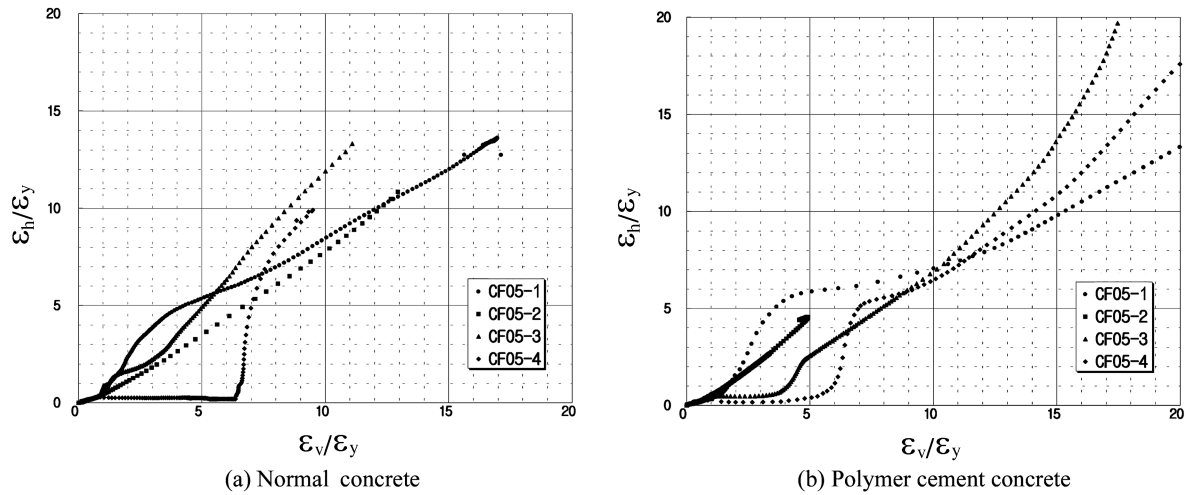 20
15
10
5
0
0
5
10
15
20
εh/εy
εv/εy
CF05-1
CF05-2
CF05-3
CF05-4
(a) Normal concrete
20
15
10
5
0
0
5
10
15
20
εh/εy
εv/εy
CF05-1
CF05-2
CF05-3
CF05-4
(b) Polymer cement concrete